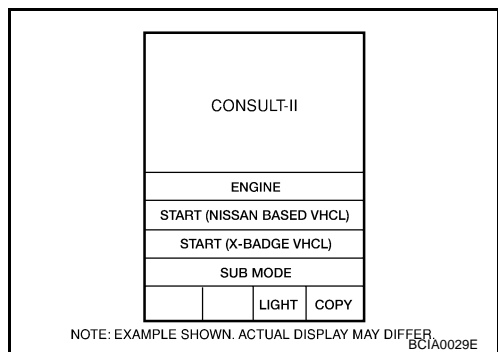 CONSULT-II
ENGINE
START (NISSAN BASED VHCL)
START (X-BADGE VHCL)
SUB MODE
LIGHT COPY
NOTE: EXAMPLE SHOWN. ACTUAL DISPLAY MAY DIFFER.
BCIA0029E